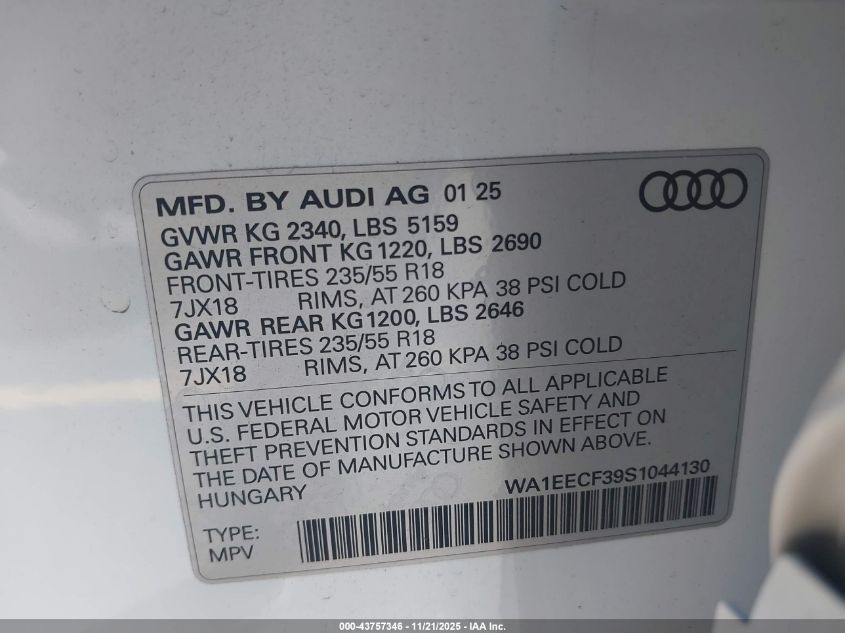 MFD. BY AUDI AG 01 25
GVWR KG 2340, LBS 5159
GAWR FRONT KG 1220, LBS 2690
FRONT-TIRES 235/55 R18
7JX18 RIMS, AT 260 KPA 38 PSI COLD
GAWR REAR KG 1200, LBS 2646
REAR-TIRES 235/55 R18
7JX18 RIMS, AT 260 KPA 38 PSI COLD
THIS VEHICLE CONFORMS TO ALL APPLICABLE
U.S. FEDERAL MOTOR VEHICLE SAFETY AND
THEFT PREVENTION STANDARDS IN EFFECT ON
THE DATE OF MANUFACTURE SHOWN ABOVE.
HUNGARY WA1EECF39S1044130
TYPE:
MPV
000-43757346 - 11/21/2025 - IAA Inc.